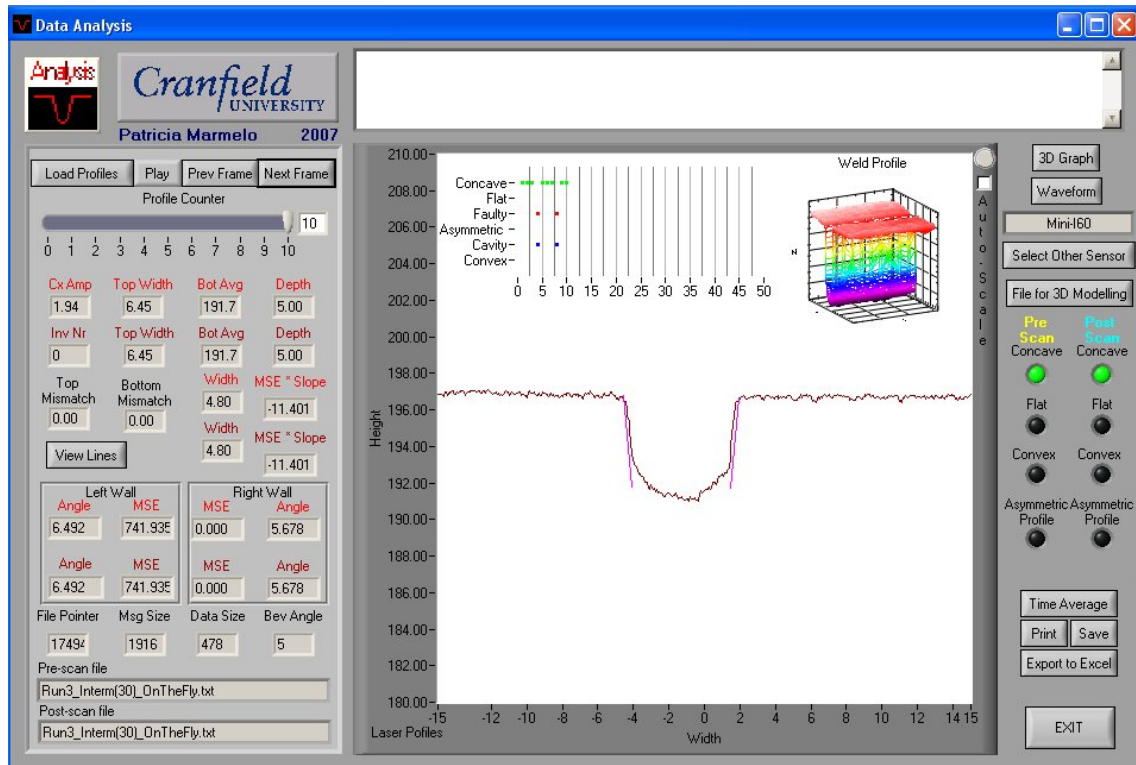 Data Analysis
Analysis
Cranfield
UNIVERSITY
Patricia Marmelo 2007
Load Profiles Play Prev Frame Next Frame
Profile Counter
10
0 1 2 3 4 5 6 7 8 9 10
Cx Amp Top Width Bot Avg Depth
1.94 6.45 191.7 5.00
Inv Nr Top Width Bot Avg Depth
0 6.45 191.7 5.00
Top Mismatch Bottom Mismatch Width MSE * Slope
0.00 0.00 4.80 -11.401
Width MSE * Slope
4.80 -11.401
View Lines
Left Wall Right Wall
Angle MSE MSE Angle
6.492 741.935 0.000 5.678
Angle MSE MSE Angle
6.492 741.935 0.000 5.678
File Pointer Msg Size Data Size Bev Angle
1916 478 5
Pre-scan file
Run3_Interm(30)_OnTheFly.txt
Post-scan file
Run3_Interm(30)_OnTheFly.txt
210.00
208.00
206.00
204.00
202.00
200.00
198.00
196.00
194.00
192.00
190.00
188.00
186.00
184.00
182.00
180.00
Height
-15 -12 -10 -8 -6 -4 -2 0 2 4 6 8 10 12 14 15
Laser Pofiles
Width
Concave
Flat
Faulty
Asymmetric
Cavity
Convex
0 5 10 15 20 25 30 35 40 45 50
Weld Profile
z
Auto-Scale
3D Graph
Waveform
Mini-I60
Select Other Sensor
File for 3D Modelling
Pre Scan Post Scan
Concave Concave
Flat Flat
Convex Convex
Asymmetric Profile Asymmetric Profile
Time Average
Print Save
Export to Excel
EXIT